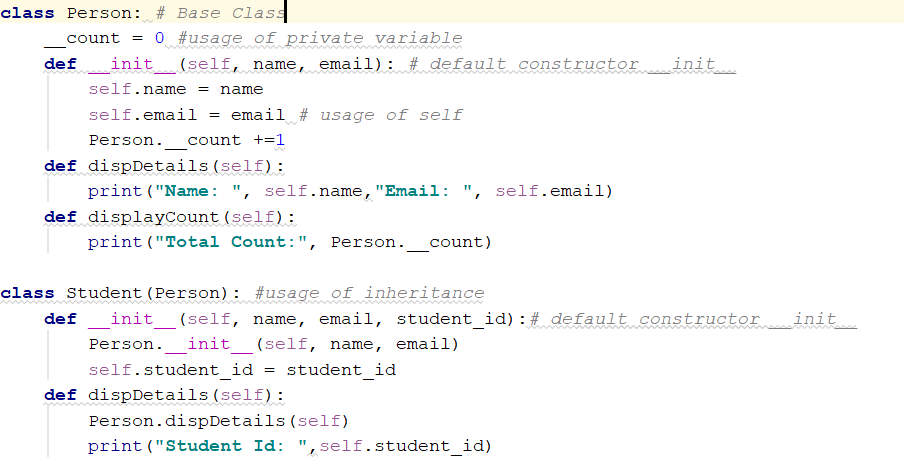 class Person: # Base Class
    __count = 0 #usage of private variable
    def __init__(self, name, email): # default constructor __init__
        self.name = name
        self.email = email # usage of self
        Person.__count +=1
    def dispDetails(self):
        print("Name: ", self.name,"Email: ", self.email)
    def displayCount(self):
        print("Total Count:", Person.__count)

class Student(Person): #usage of inheritance
    def __init__(self, name, email, student_id):# default constructor __init__
        Person.__init__(self, name, email)
        self.student_id = student_id
    def dispDetails(self):
        Person.dispDetails(self)
        print("Student Id: ",self.student_id)